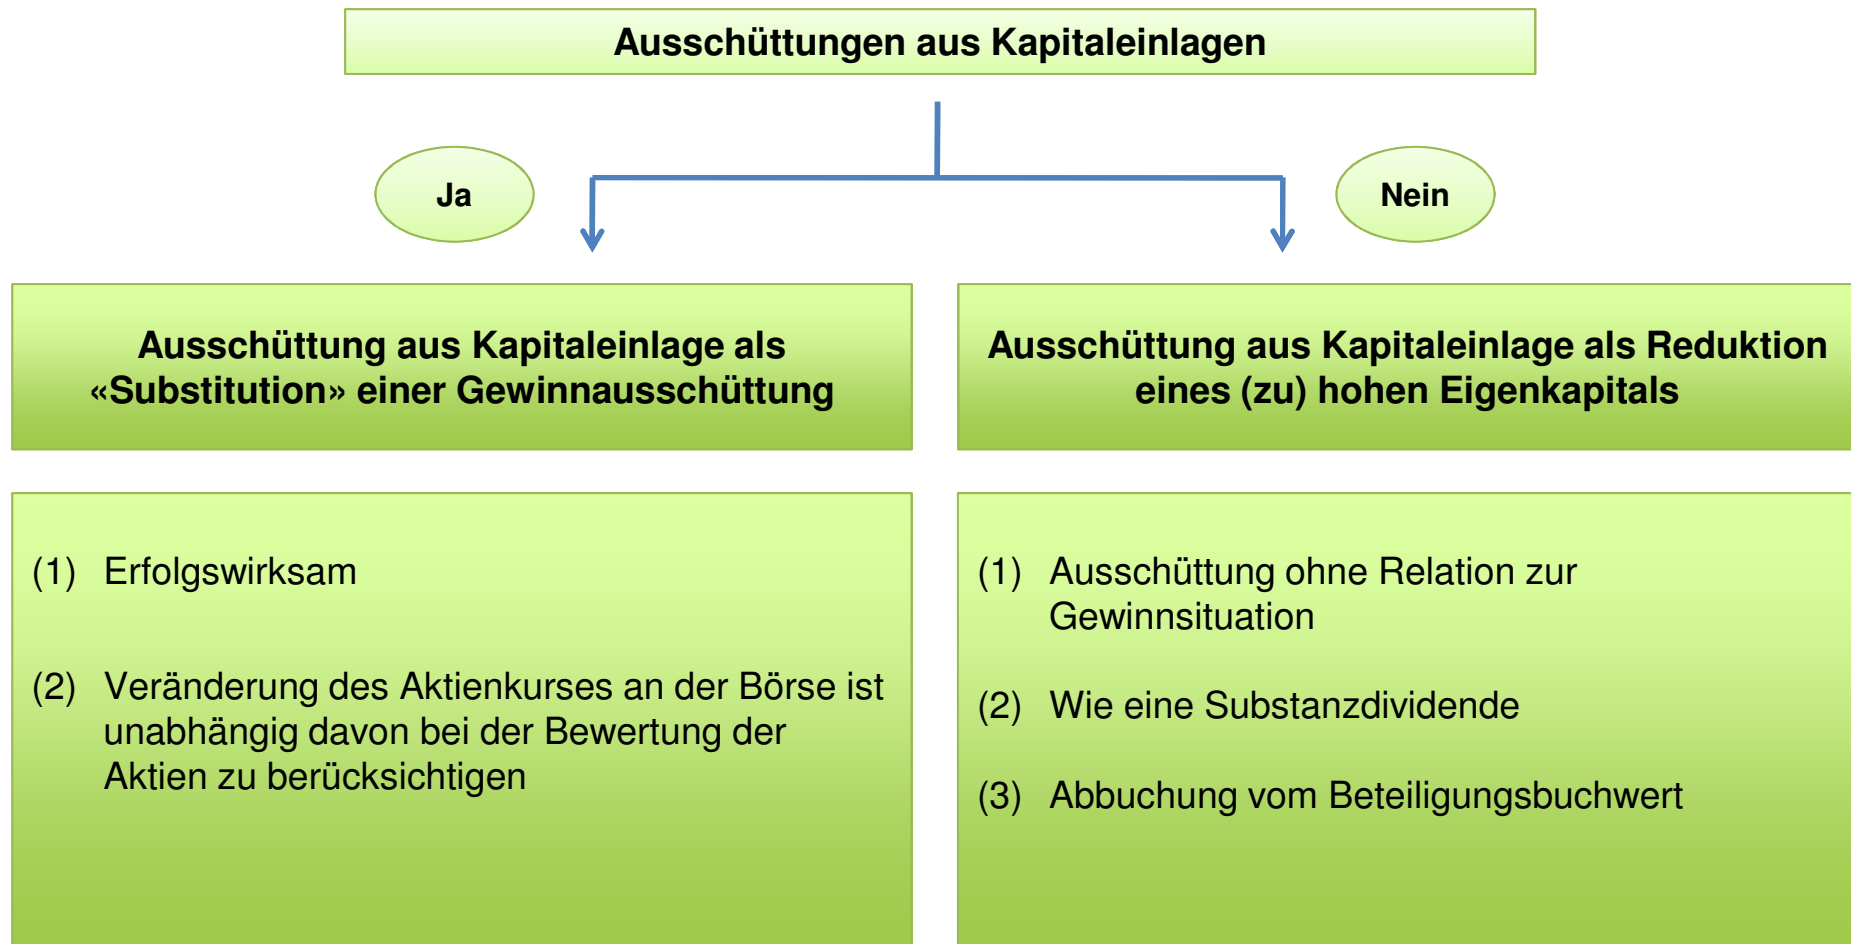 Ausschüttungen aus Kapitaleinlagen
Ja
Nein
Ausschüttung aus Kapitaleinlage als
«Substitution» einer Gewinnausschüttung
Ausschüttung aus Kapitaleinlage als Reduktion
eines (zu) hohen Eigenkapitals
(1) Erfolgswirksam
(2) Veränderung des Aktienkurses an der Börse ist
unabhängig davon bei der Bewertung der
Aktien zu berücksichtigen
(1) Ausschüttung ohne Relation zur
Gewinnsituation
(2) Wie eine Substanzdividende
(3) Abbuchung vom Beteiligungsbuchwert